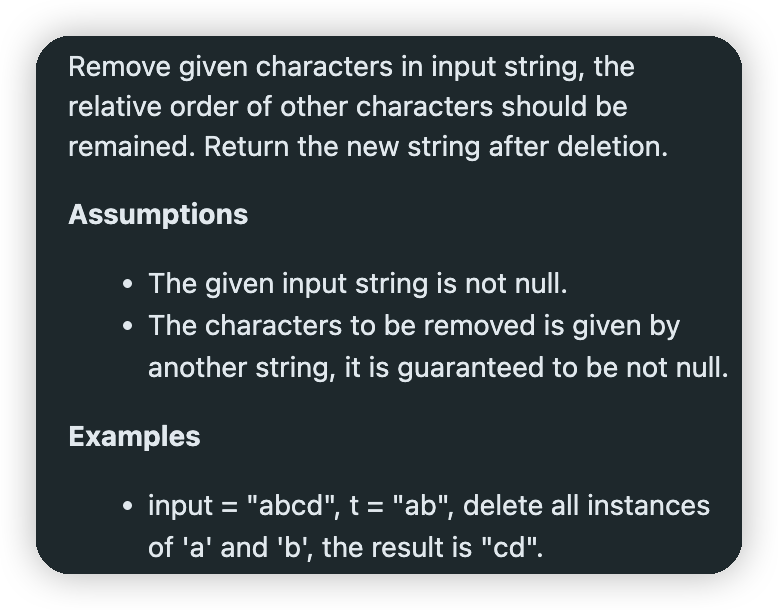 Remove given characters in input string, the
relative order of other characters should be
remained. Return the new string after deletion.
Assumptions
• The given input string is not null.
• The characters to be removed is given by
another string, it is guaranteed to be not null.
Examples
• input = "abcd", t = "ab", delete all instances
of 'a' and 'b', the result is "cd".